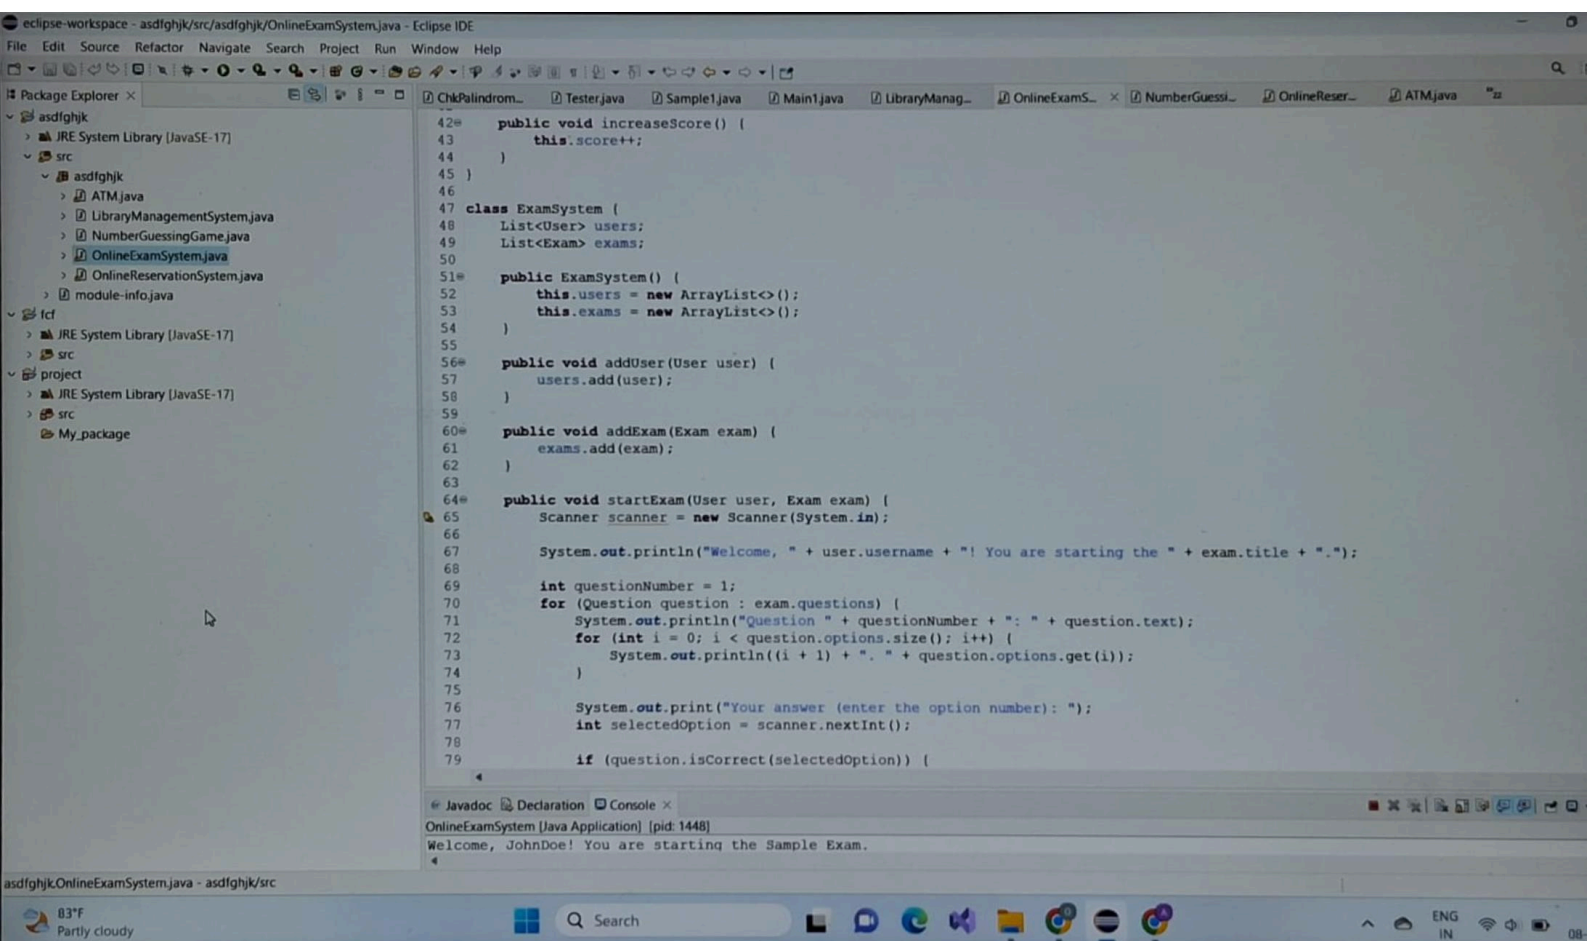 eclipse-workspace - asdfghjk/src/asdfghjk/OnlineExamSystem.java - Eclipse IDE
File Edit Source Refactor Navigate Search Project Run Window Help
Package Explorer
asdfghjk
JRE System Library [JavaSE-17]
src
asdfghjk
ATM.java
LibraryManagementSystem.java
NumberGuessingGame.java
OnlineExamSystem.java
OnlineReservationSystem.java
module-info.java
fcf
JRE System Library [JavaSE-17]
src
project
JRE System Library [JavaSE-17]
src
My_package
ChkPalindrom... Tester.java Sample1.java Main1.java LibraryManag... OnlineExamS... NumberGuessi... OnlineReser... ATM.java
42 public void increaseScore() {
43 this.score++;
44 }
45 }
46
47 class ExamSystem {
48 List<User> users;
49 List<Exam> exams;
50
51 public ExamSystem() {
52 this.users = new ArrayList<>();
53 this.exams = new ArrayList<>();
54 }
55
56 public void addUser(User user) {
57 users.add(user);
58 }
59
60 public void addExam(Exam exam) {
61 exams.add(exam);
62 }
63
64 public void startExam(User user, Exam exam) {
65 Scanner scanner = new Scanner(System.in);
66
67 System.out.println("Welcome, " + user.username + "! You are starting the " + exam.title + ".");
68
69 int questionNumber = 1;
70 for (Question question : exam.questions) {
71 System.out.println("Question " + questionNumber + ": " + question.text);
72 for (int i = 0; i < question.options.size(); i++) {
73 System.out.println((i + 1) + ". " + question.options.get(i));
74 }
75
76 System.out.print("Your answer (enter the option number): ");
77 int selectedOption = scanner.nextInt();
78
79 if (question.isCorrect(selectedOption)) {
Javadoc Declaration Console
OnlineExamSystem [Java Application] [pid: 1448]
Welcome, JohnDoe! You are starting the Sample Exam.
asdfghjk.OnlineExamSystem.java - asdfghjk/src
83°F
Partly cloudy
Search
ENG
IN
08-